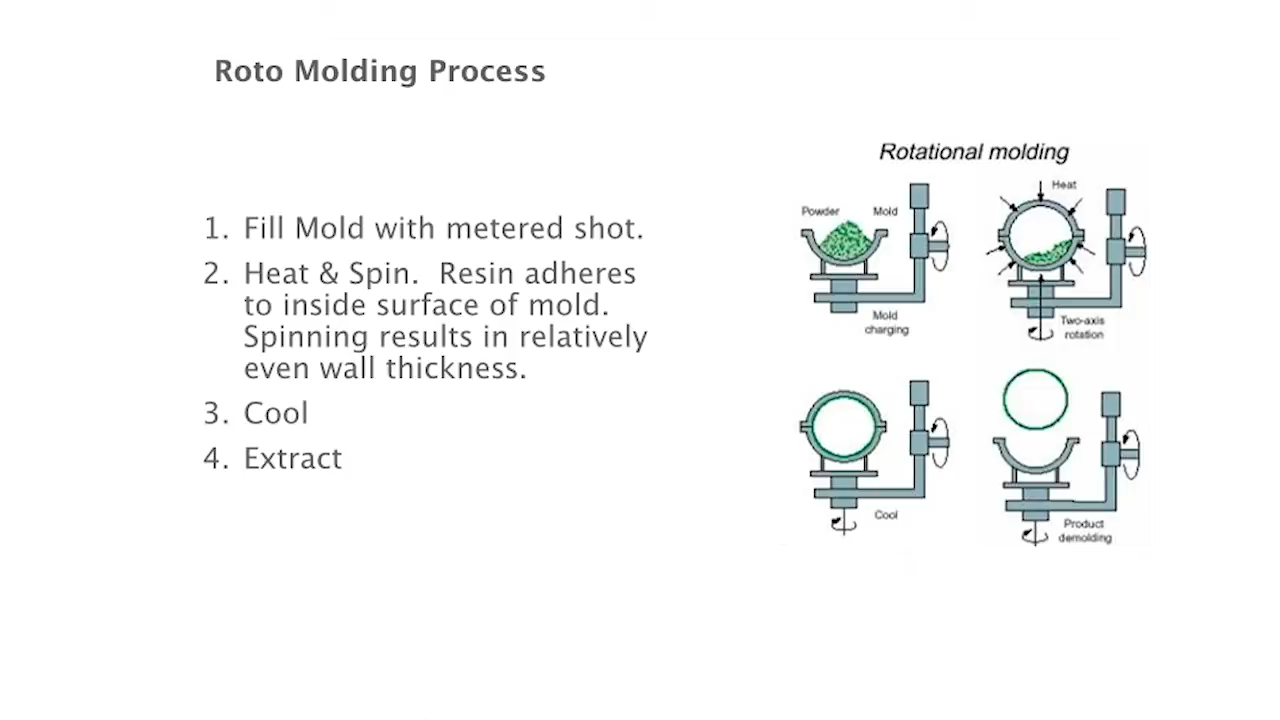 Roto Molding Process
1. Fill Mold with metered shot.
2. Heat & Spin. Resin adheres
to inside surface of mold.
Spinning results in relatively
even wall thickness.
3. Cool
4. Extract
Rotational molding
Powder
Mold
Mold
charging
Heat
Two-axis
rotation
Cool
Product
demolding